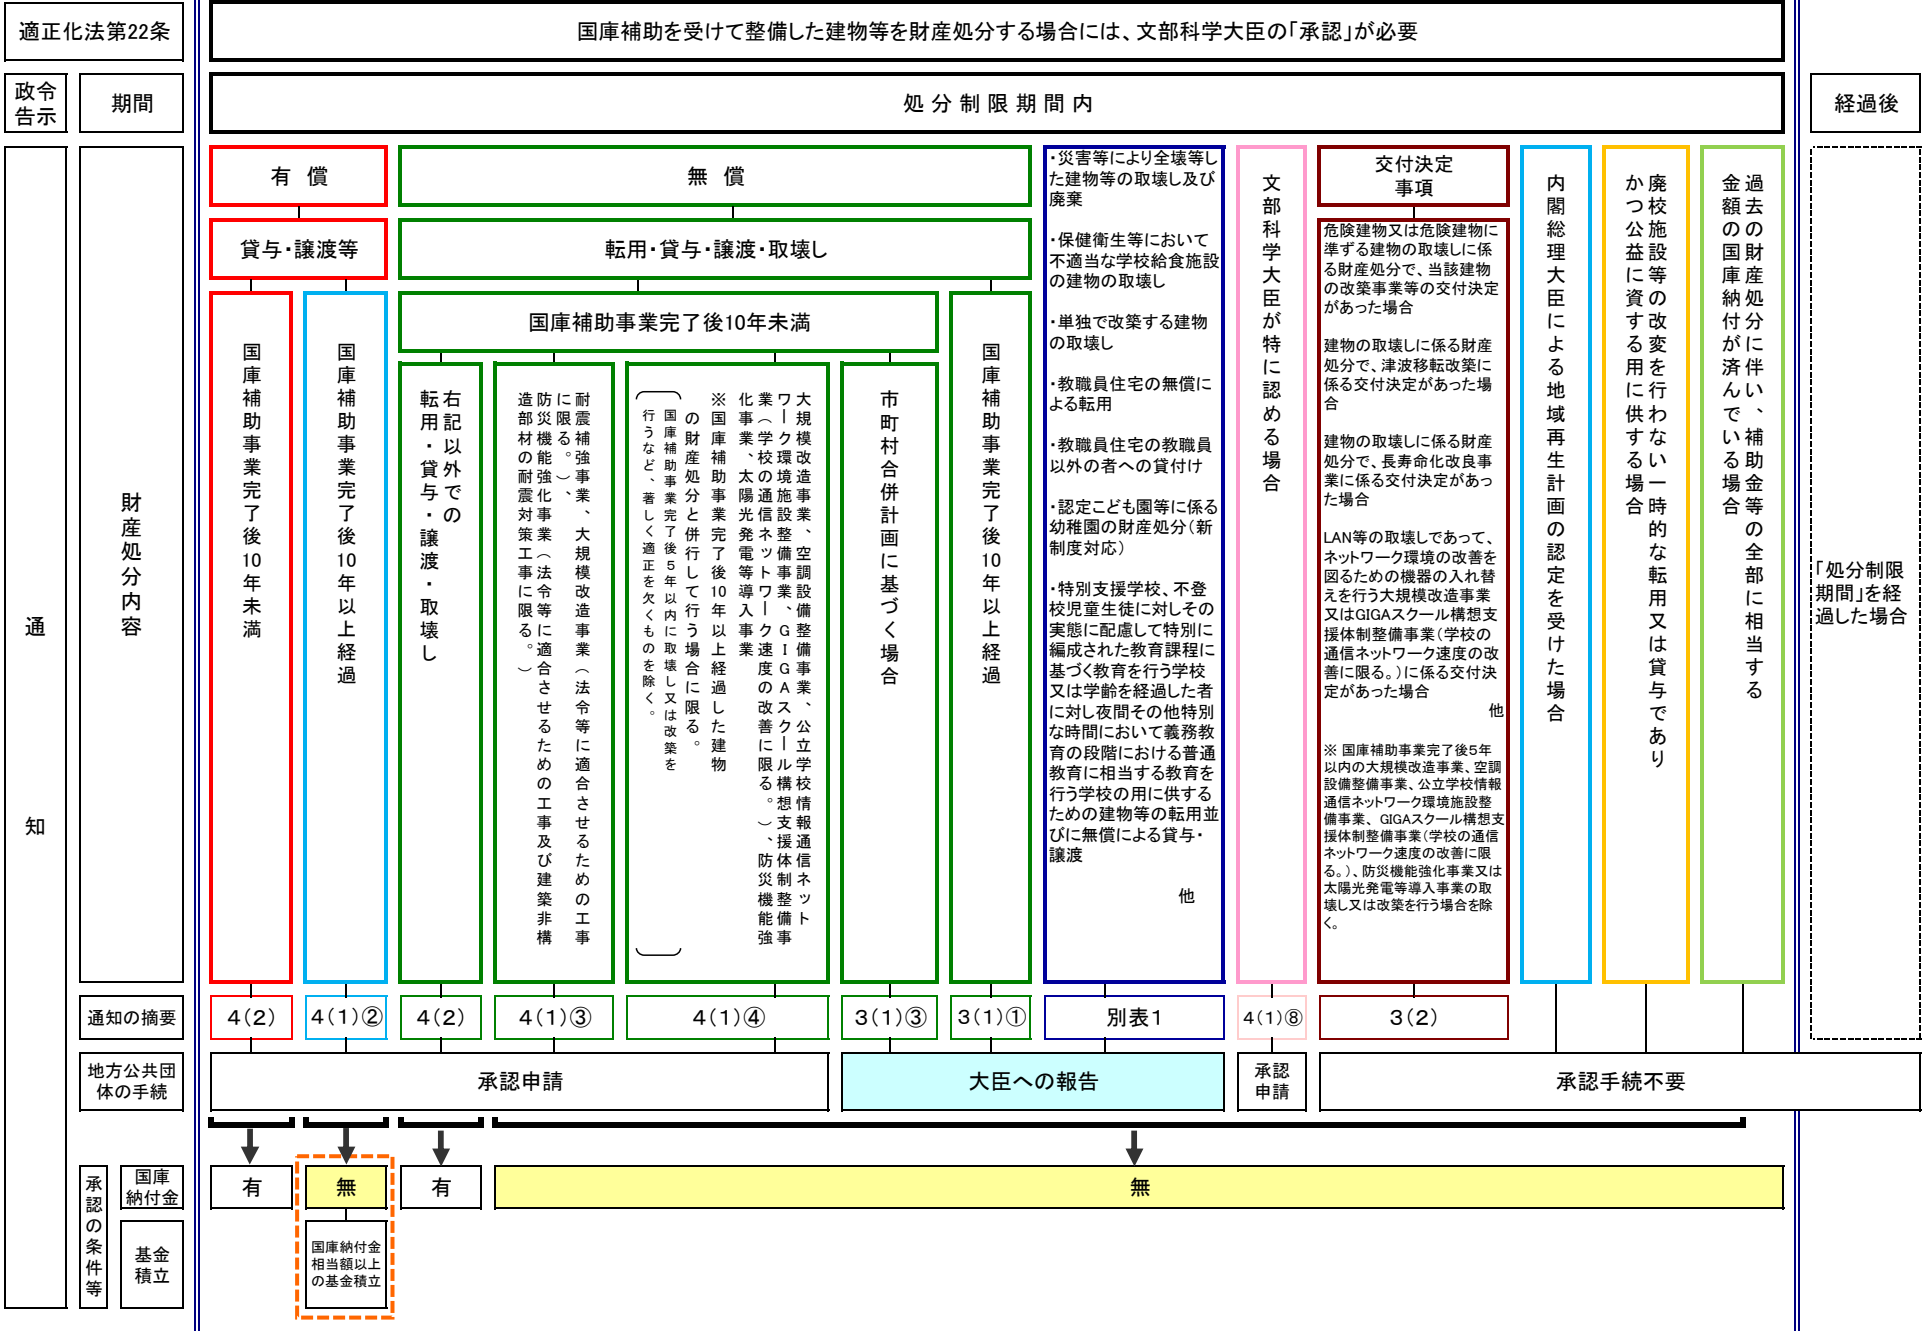 適正化法第22条
国庫補助を受けて整備した建物等を財産処分する場合には、文部科学大臣の「承認」が必要
政令
告示
期間
処分制限期間内
経過後
通知
財産処分内容
有 償
貸与・譲渡等
国庫補助事業完了後10年未満
国庫補助事業完了後10年以上経過
無 償
転用・貸与・譲渡・取壊し
国庫補助事業完了後10年未満
右記以外での
転用・貸与・譲渡・取壊し
耐震補強事業、大規模改造事業（法令等に適合させるための工事
に限る。）、
防災機能強化事業（法令等に適合させるための工事及び建築非構
造部材の耐震対策工事に限る。）
大規模改造事業、空調設備整備事業、公立学校情報通信ネット
ワーク環境施設整備事業、GIGAスクール構想支援体制整備事
業（学校の通信ネットワーク速度の改善に限る。）、防災機能強
化事業、太陽光発電等導入事業
※国庫補助事業完了後10年以上経過した建物
の財産処分と併行して行う場合に限る。
国庫補助事業完了後５年以内に取壊し又は改築を
行うなど、著しく適正を欠くものを除く。
市町村合併計画に基づく場合
国庫補助事業完了後10年以上経過
・災害等により全壊等し
た建物等の取壊し及び
廃棄
・保健衛生等において
不適当な学校給食施設
の建物の取壊し
・単独で改築する建物
の取壊し
・教職員住宅の無償に
よる転用
・教職員住宅の教職員
以外の者への貸付け
・認定こども園等に係る
幼稚園の財産処分（新
制度対応）
・特別支援学校、不登
校児童生徒に対しその
実態に配慮して特別に
編成された教育課程に
基づく教育を行う学校
又は学齢を経過した者
に対し夜間その他特別
な時間において義務教
育の段階における普通
教育に相当する教育を
行う学校の用に供する
ための建物等の転用並
びに無償による貸与・
譲渡
他
文部科学大臣が特に認める場合
交付決定
事項
危険建物又は危険建物に
準ずる建物の取壊しに係
る財産処分で、当該建物
の改築事業等の交付決定
があった場合
建物の取壊しに係る財産
処分で、津波移転改築に
係る交付決定があった場
合
建物の取壊しに係る財産
処分で、長寿命化改良事
業に係る交付決定があっ
た場合
LAN等の取壊しであって、
ネットワーク環境の改善を
図るための機器の入れ替
えを行う大規模改造事業
又はGIGAスクール構想支
援体制整備事業（学校の
通信ネットワーク速度の改
善に限る。）に係る交付決
定があった場合
他
※ 国庫補助事業完了後5年
以内の大規模改造事業、空調
設備整備事業、公立学校情報
通信ネットワーク環境施設整
備事業、GIGAスクール構想支
援体制整備事業（学校の通信
ネットワーク速度の改善に限
る。）、防災機能強化事業又は
太陽光発電等導入事業の取
壊し又は改築を行う場合を除
く。
内閣総理大臣による地域再生計画の認定を受けた場合
廃校施設等の改変を行わない一時的な転用又は貸与であり
かつ公益に資する用に供する場合
過去の財産処分に伴い、補助金等の全部に相当する
金額の国庫納付が済んでいる場合
「処分制限
期間」を経
過した場合
通知の摘要
４（２）
４（１）②
４（２）
４（１）③
４（１）④
３（１）③
３（１）①
別表１
４（１）⑧
３（２）
地方公共団
体の手続
承認申請
大臣への報告
承認
申請
承認手続不要
承認の条件等
国庫
納付金
有
無
有
無
基金
積立
国庫納付金
相当額以上
の基金積立